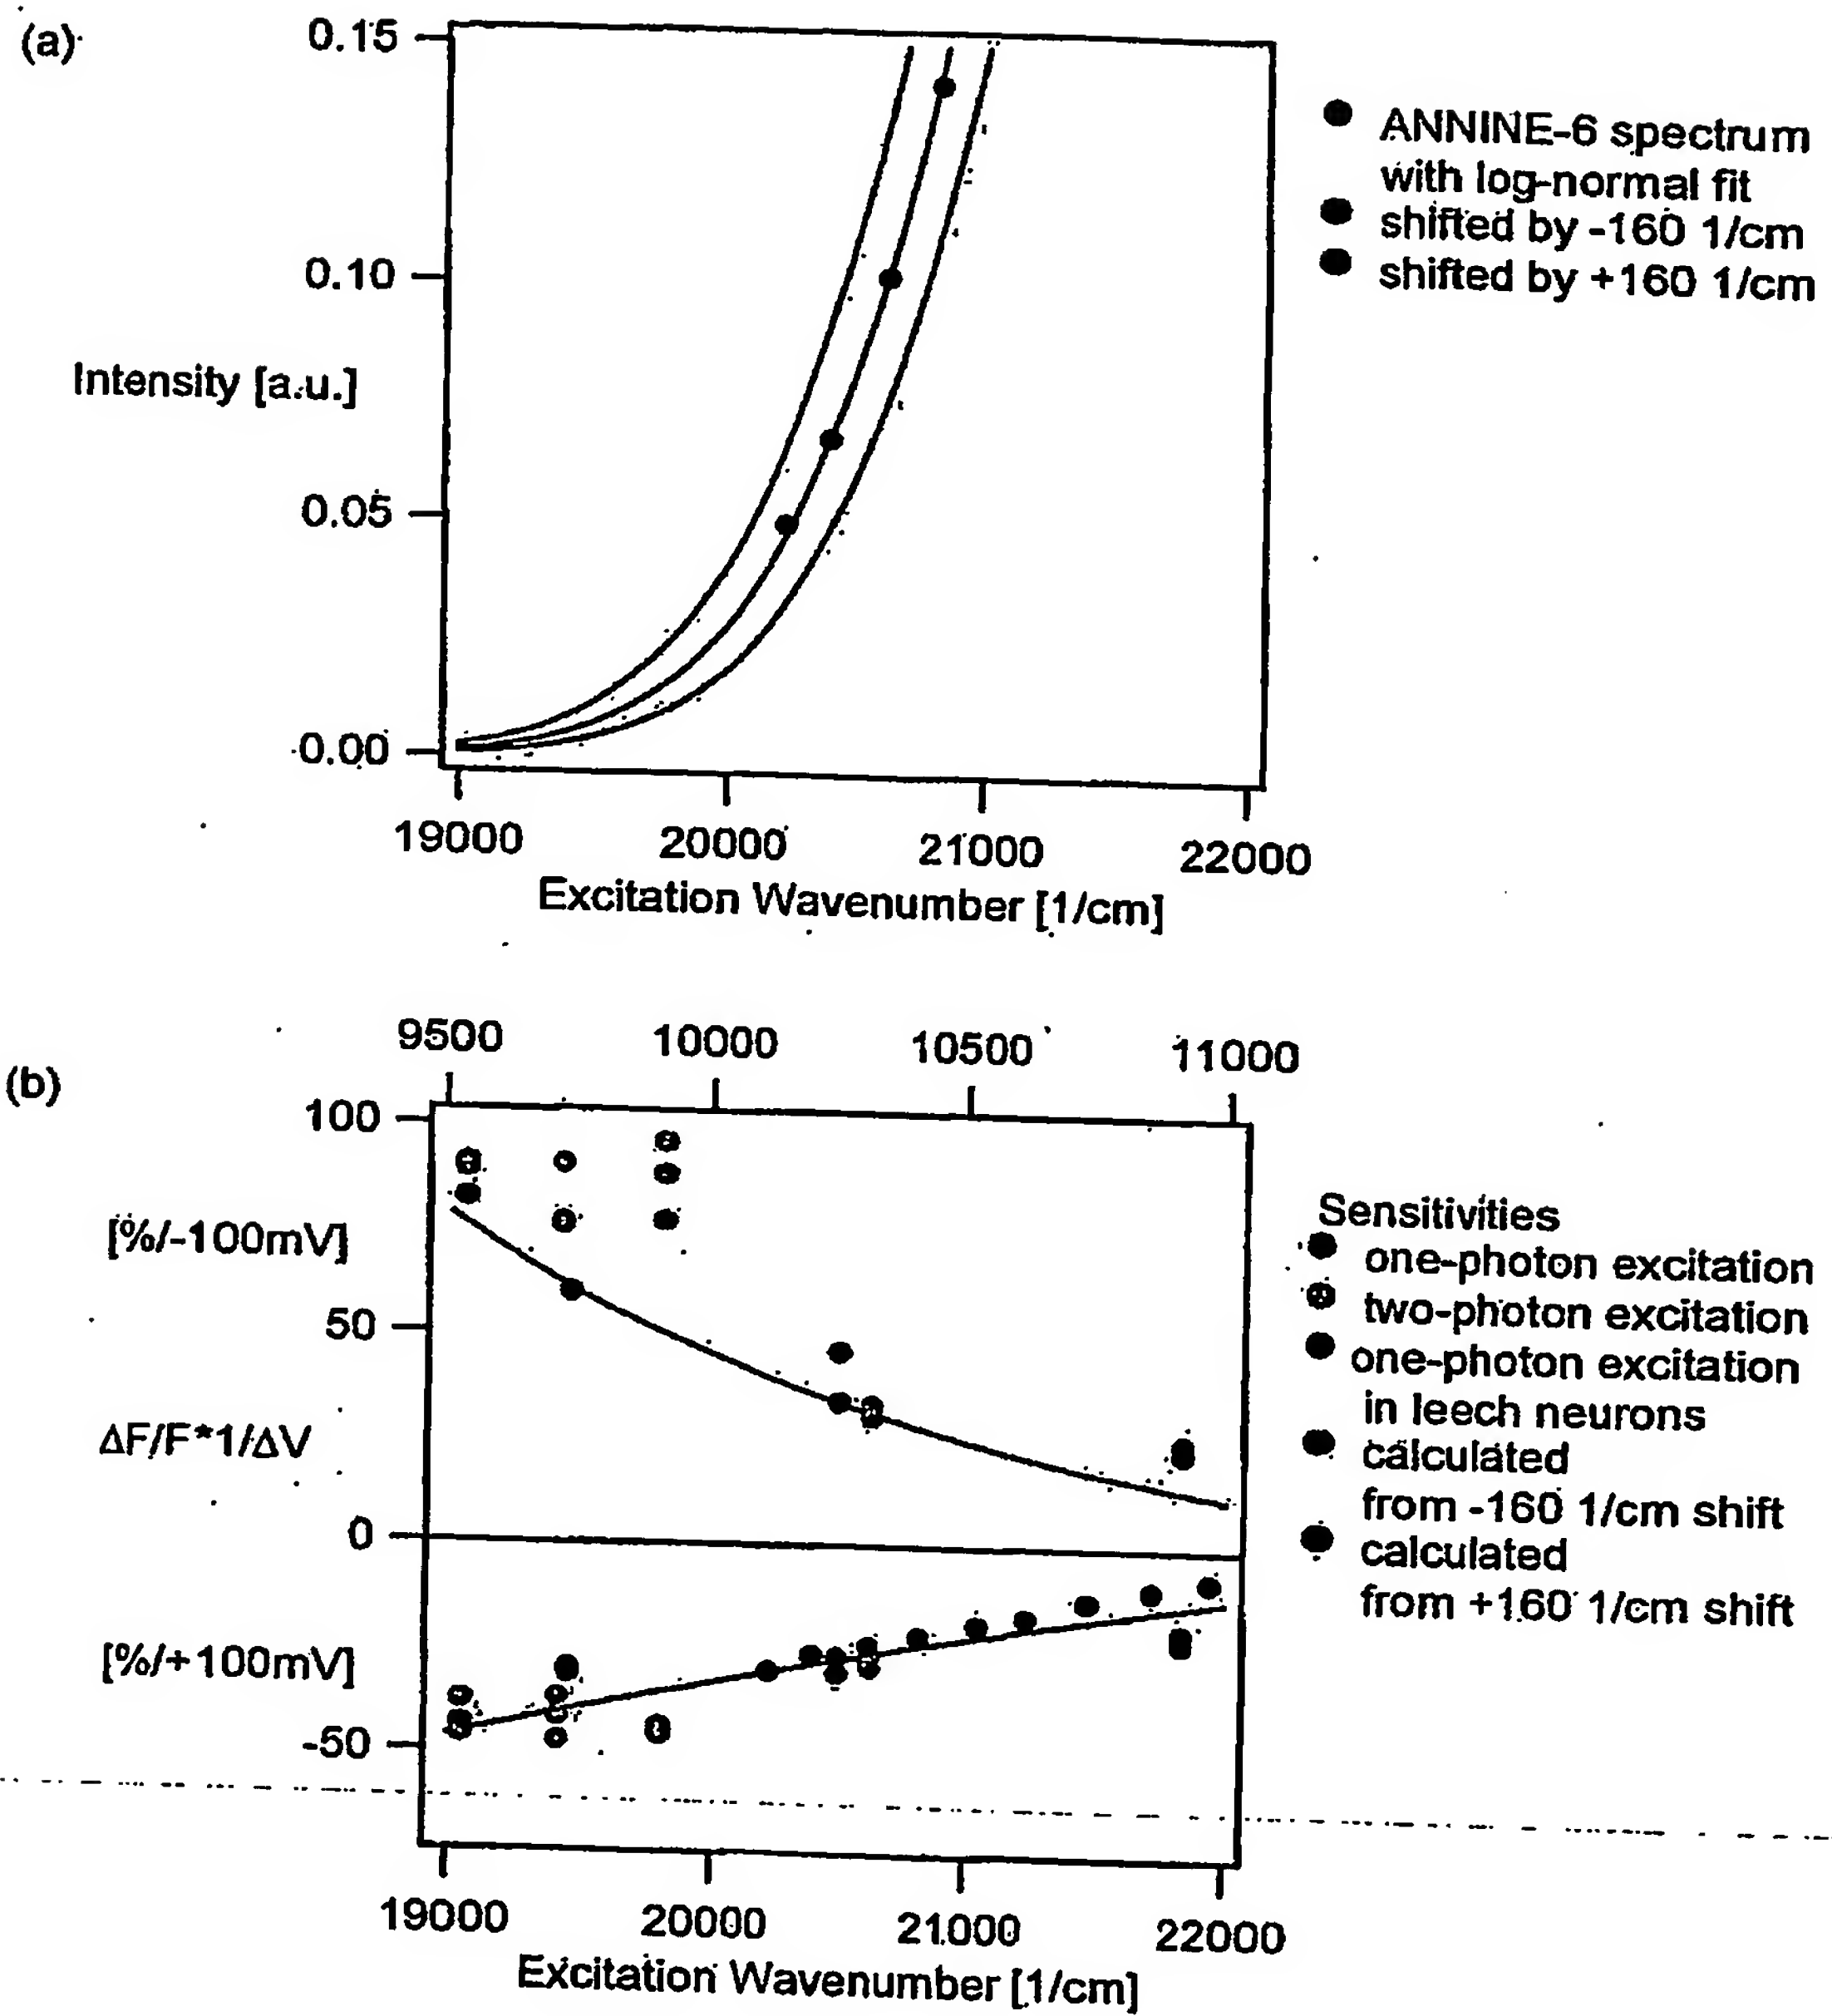 (a)
0.15
0.10
Intensity [a.u.]
0.05
0.00
19000 20000 21000 22000
Excitation Wavenumber [1/cm]
ANNINE-6 spectrum
with log-normal fit
shifted by -160 1/cm
shifted by +160 1/cm
(b)
9500 10000 10500 11000
100
[%/-100mV]
50
ΔF/F*1/ΔV
0
[%/+100mV]
-50
19000 20000 21000 22000
Excitation Wavenumber [1/cm]
Sensitivities
one-photon excitation
two-photon excitation
one-photon excitation
in leech neurons
calculated
from -160 1/cm shift
calculated
from +160 1/cm shift